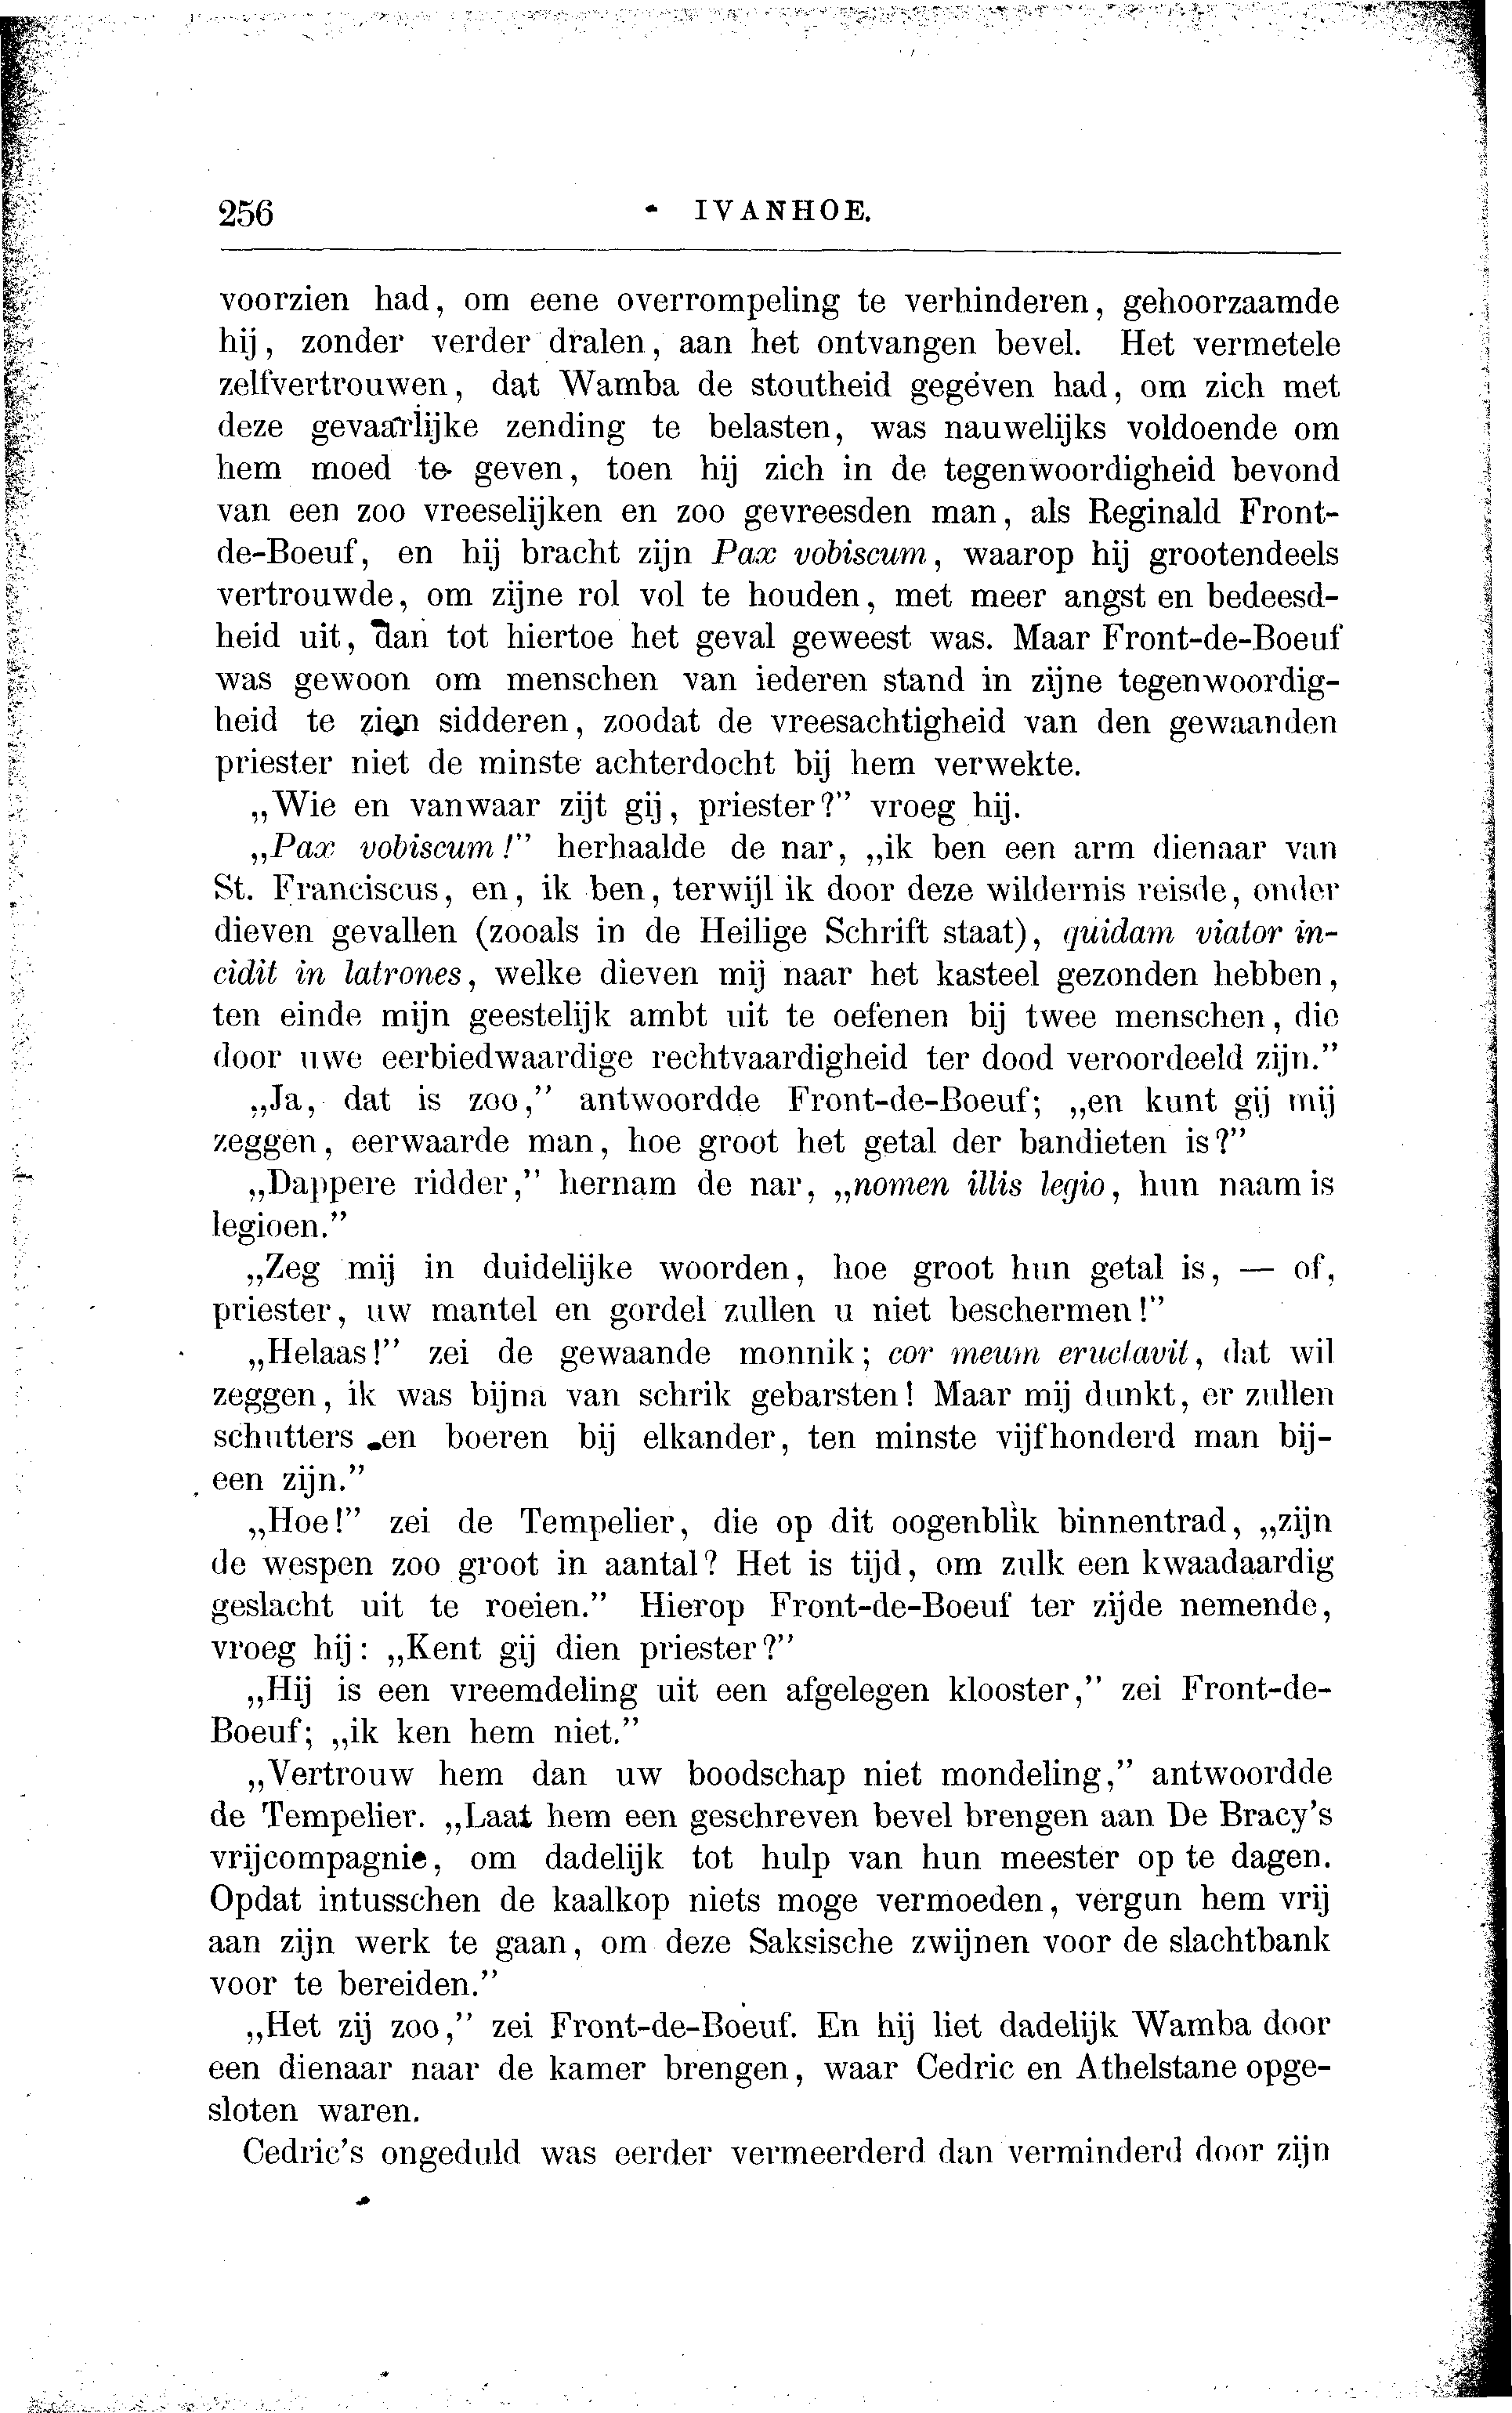 256
IVANHOE.
voorzien had, om eene overrompeling te verhinderen, gehoorzaamde
hij, zonder verder dralen, aan het ontvangen bevel. Het vermetele
zelfvertrouwen, dat Wamba de stoutheid gegeven had, om zich met
deze gevaarlijke zending te belasten, was nauwelijks voldoende om
hem moed te geven, toen hij zich in de tegenwoordigheid bevond
van een zoo vreeselijken en zoo gevreesden man, als Reginald Front-
de-Boeuf, en hij bracht zijn Pax vobiscum, waarop hij grootendeels
vertrouwde, om zijne rol vol te houden, met meer angst en bedeesd-
heid uit, dan tot hiertoe het geval geweest was. Maar Front-de-Boeuf
was gewoon om menschen van iederen stand in zijne tegenwoordig-
heid te zien sidderen, zoodat de vreesachtigheid van den gewaanden
priester niet de minste achterdocht bij hem verwekte.
„Wie en vanwaar zijt gij, priester?” vroeg hij.
„Pax vobiscum!” herhaalde de nar, „ik ben een arm dienaar van
St. Franciscus, en, ik ben, terwijl ik door deze wildernis reisde, onder
dieven gevallen (zooals in de Heilige Schrift staat), quidam viator in-
cidit in latrones, welke dieven mij naar het kasteel gezonden hebben,
ten einde mijn geestelijk ambt uit te oefenen bij twee menschen, die
door uwe eerbiedwaardige rechtvaardigheid ter dood veroordeeld zijn.”
„Ja, dat is zoo,” antwoordde Front-de-Boeuf; „en kunt gij mij
zeggen, eerwaarde man, hoe groot het getal der bandieten is?”
„Dappere ridder,” hernam de nar, „nomen illis legio, hun naam is
legioen.”
„Zeg mij in duidelijke woorden, hoe groot hun getal is, — of,
priester, uw mantel en gordel zullen u niet beschermen!”
„Helaas!” zei de gewaande monnik; cor meum eructavit, dat wil
zeggen, ik was bijna van schrik gebarsten! Maar mij dunkt, er zullen
schutters en boeren bij elkander, ten minste vijfhonderd man bij-
een zijn.”
„Hoe!” zei de Tempelier, die op dit oogenblik binnentrad, „zijn
de wespen zoo groot in aantal? Het is tijd, om zulk een kwaadaardig
geslacht uit te roeien.” Hierop Front-de-Boeuf ter zijde nemende,
vroeg hij: „Kent gij dien priester?”
„Hij is een vreemdeling uit een afgelegen klooster,” zei Front-de-
Boeuf; „ik ken hem niet.”
„Vertrouw hem dan uw boodschap niet mondeling,” antwoordde
de Tempelier. „Laat hem een geschreven bevel brengen aan De Bracy’s
vrijcompagnie, om dadelijk tot hulp van hun meester op te dagen.
Opdat intusschen de kaalkop niets moge vermoeden, vergun hem vrij
aan zijn werk te gaan, om deze Saksische zwijnen voor de slachtbank
voor te bereiden.”
„Het zij zoo,” zei Front-de-Boeuf. En hij liet dadelijk Wamba door
een dienaar naar de kamer brengen, waar Cedric en Athelstane opge-
sloten waren.
Cedric’s ongeduld was eerder vermeerderd dan verminderd door zijn